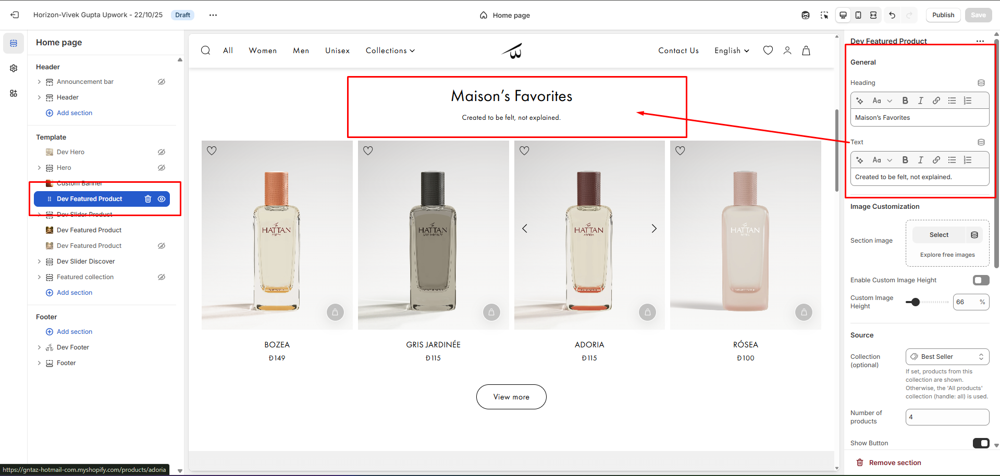 Horizon-Vivek Gupta Upwork - 22/10/25
Draft
Home page
Publish
Save
Home page
Header
Announcement bar
Header
Add section
Template
Dev Hero
Hero
Custom Banner
Dev Featured Product
Dev Slider Product
Dev Featured Product
Dev Featured Product
Dev Slider Discover
Featured collection
Add section
Footer
Add section
Dev Footer
Footer
https://gntaz-hotmail-com.myshopify.com/products/adoria
All
Women
Men
Unisex
Collections
Contact Us
English
Maison’s Favorites
Created to be felt, not explained.
HATTAN
BOZEA
HATTAN
GRIS JARDINÉE
HATTAN
ADORIA
HATTAN
BOZEA
GRIS JARDINÉE
ADORIA
RÓSEA
Đ149
Đ115
Đ115
Đ100
View more
Dev Featured Product
General
Heading
Aa
Maison’s Favorites
Text
Aa
Created to be felt, not explained.
Image Customization
Section image
Select
Explore free images
Enable Custom Image Height
Custom Image
Height
66 %
Source
Collection
(optional)
Best Seller
If set, products from this
collection are shown.
Otherwise, the 'All products'
collection (handle: all) is used.
Number of
products
4
Show Button
Remove section